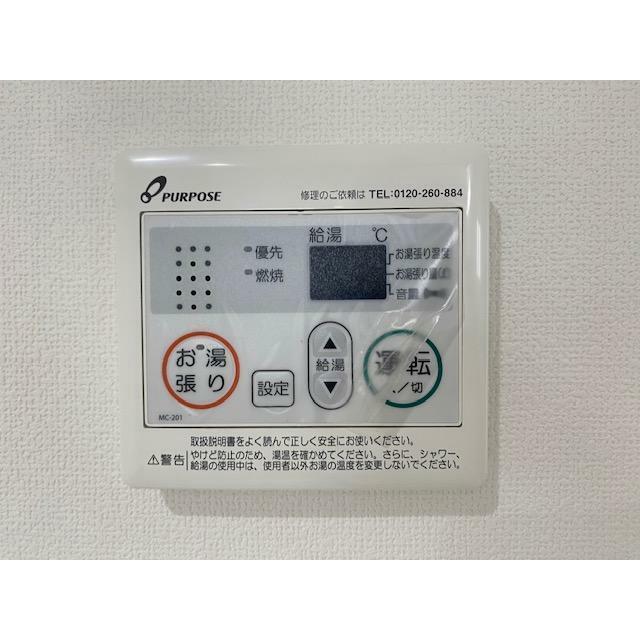 PURPOSE
修理のご依頼は TEL:0120-260-884
給湯 ℃
優先
燃焼
お湯張り温度
お湯張り量
音量
お湯
張り
設定
給湯
運転
入/切
MC-201
取扱説明書をよく読んで正しく安全にお使いください。
警告
やけど防止のため、湯温を確かめてください。さらに、シャワー、
給湯の使用中は、使用者以外お湯の温度を変更しないでください。